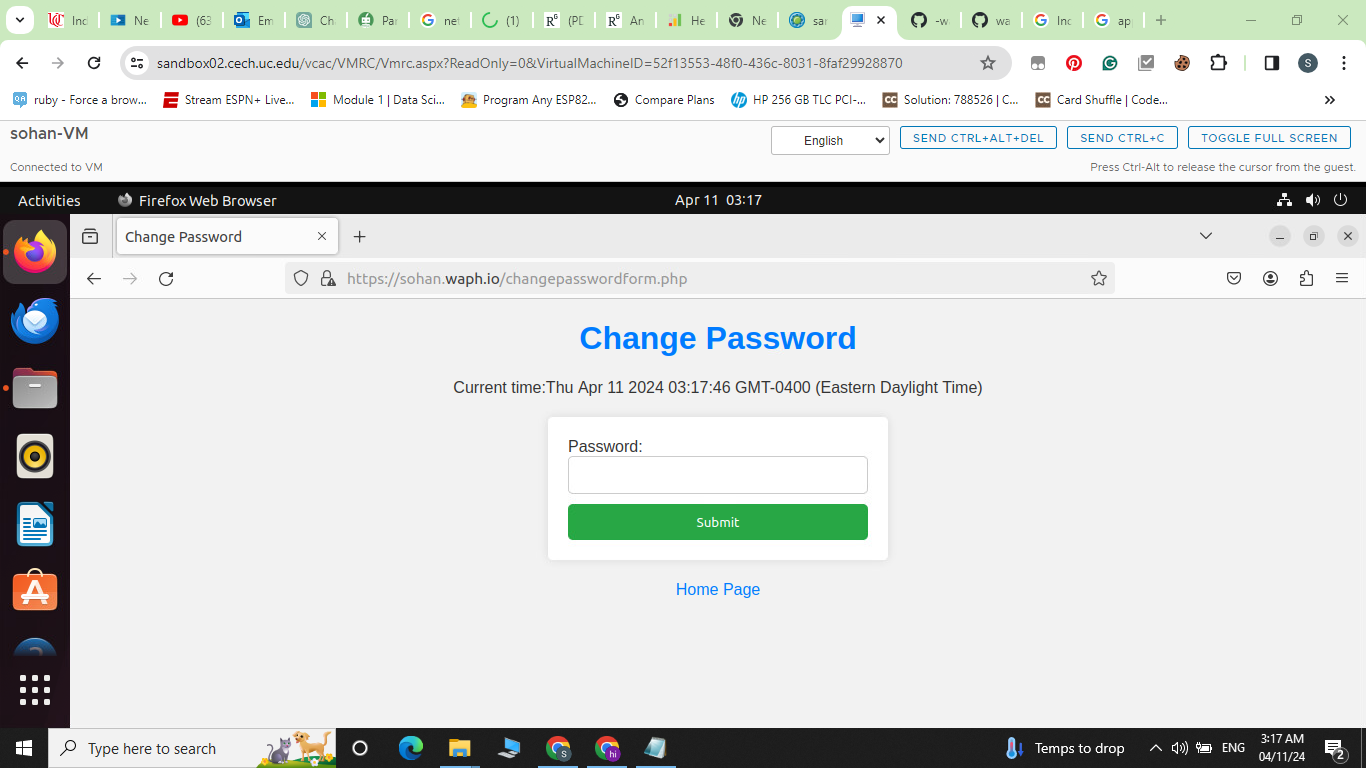 Ind
Ne
(63
Em
Ch
Par
net
(1)
(PD
An
He
Ne
sar
-w
wa
Inc
ap
sandbox02.cech.uc.edu/vcac/VMRC/Vmrc.aspx?ReadOnly=0&VirtualMachineID=52f13553-48f0-436c-8031-8faf29928870
S
ruby - Force a brow...
Stream ESPN+ Live...
Module 1 | Data Sci...
Program Any ESP82...
Compare Plans
HP 256 GB TLC PCI-...
Solution: 788526 | C...
Card Shuffle | Code...
sohan-VM
English
SEND CTRL+ALT+DEL
SEND CTRL+C
TOGGLE FULL SCREEN
Connected to VM
Press Ctrl-Alt to release the cursor from the guest.
Activities
Firefox Web Browser
Apr 11 03:17
Change Password
https://sohan.waph.io/changepasswordform.php
Change Password
Current time:Thu Apr 11 2024 03:17:46 GMT-0400 (Eastern Daylight Time)
Password:
Submit
Home Page
Type here to search
Temps to drop
ENG
3:17 AM
04/11/24
2